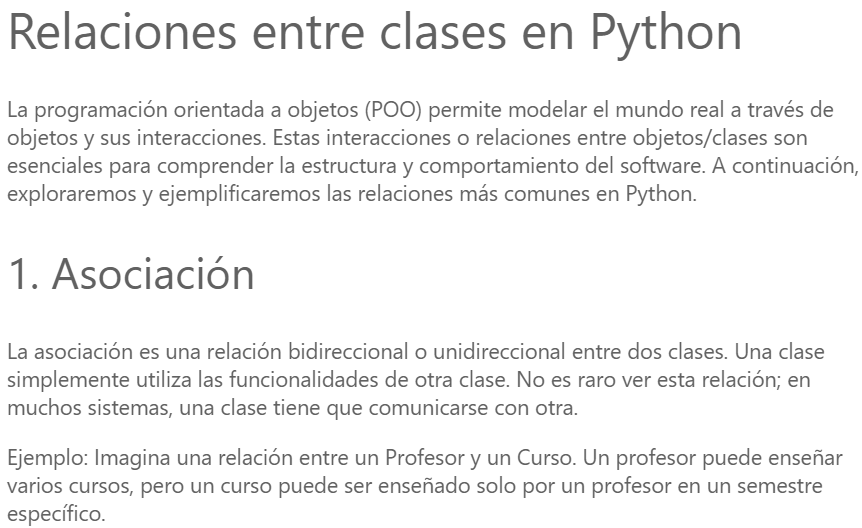 Relaciones entre clases en Python
La programación orientada a objetos (POO) permite modelar el mundo real a través de
objetos y sus interacciones. Estas interacciones o relaciones entre objetos/clases son
esenciales para comprender la estructura y comportamiento del software. A continuación,
exploraremos y ejemplificaremos las relaciones más comunes en Python.
1. Asociación
La asociación es una relación bidireccional o unidireccional entre dos clases. Una clase
simplemente utiliza las funcionalidades de otra clase. No es raro ver esta relación; en
muchos sistemas, una clase tiene que comunicarse con otra.
Ejemplo: Imagina una relación entre un Profesor y un Curso. Un profesor puede enseñar
varios cursos, pero un curso puede ser enseñado solo por un profesor en un semestre
específico.